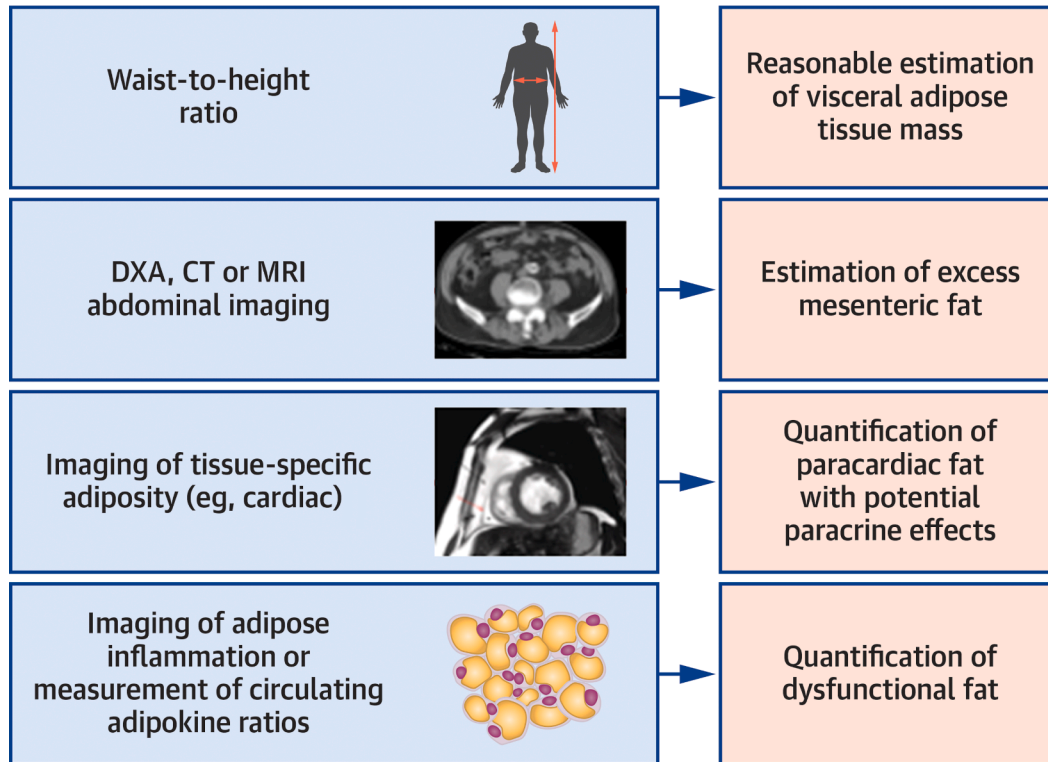 Waist-to-height
ratio
Reasonable estimation
of visceral adipose
tissue mass
DXA, CT or MRI
abdominal imaging
Estimation of excess
mesenteric fat
Imaging of tissue-specific
adiposity (eg, cardiac)
Quantification of
paracardiac fat
with potential
paracrine effects
Imaging of adipose
inflammation or
measurement of circulating
adipokine ratios
Quantification of
dysfunctional fat